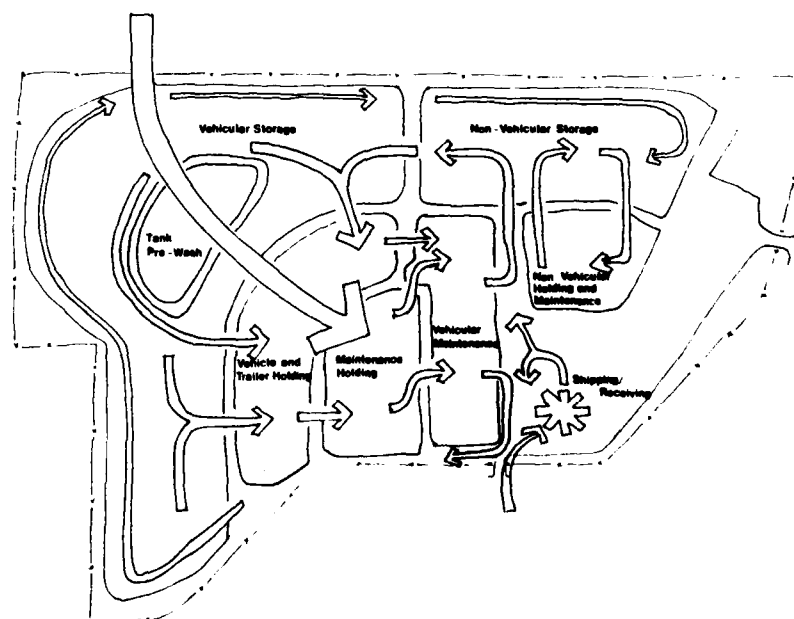 Vehicular Storage
Non-Vehicular Storage
Tank
Pre-Wash
Non Vehicular
Holding and
Maintenance
Vehicular
Maintenance
Vehicle and
Trailer Holding
Maintenance
Holding
Shipping/
Receiving